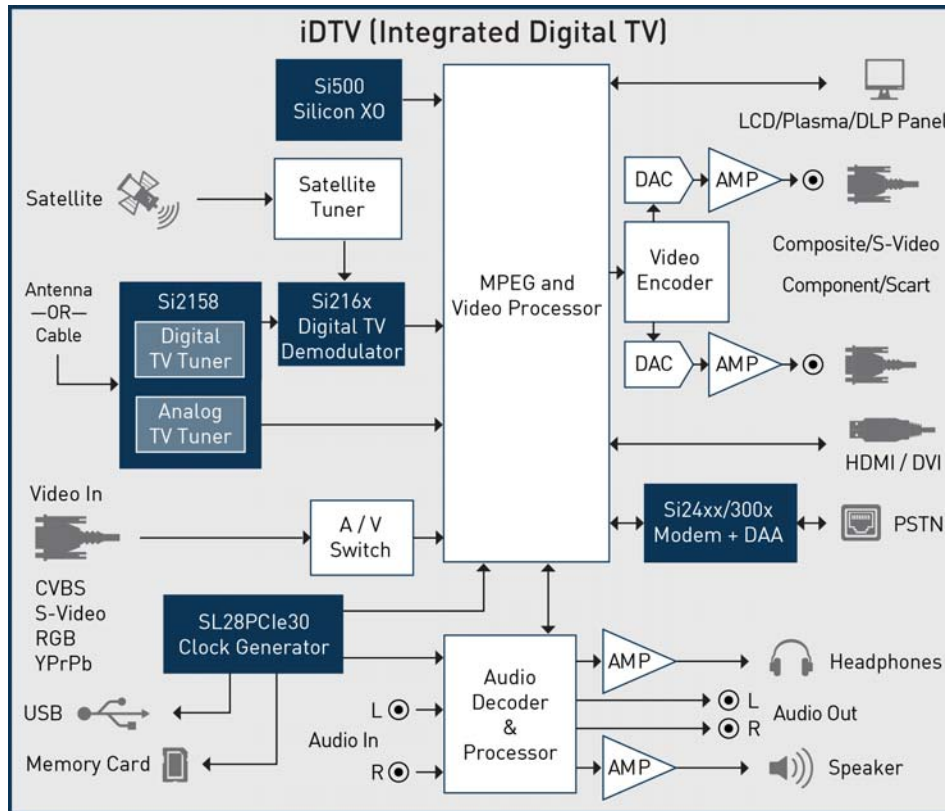 iDTV (Integrated Digital TV)
Si500
Silicon XO
LCD/Plasma/DLP Panel
Satellite
Satellite
Tuner
DAC
AMP
Composite/S-Video
Component/Scart
MPEG and
Video Processor
Video
Encoder
Antenna
—OR—
Cable
Si2158
Digital
TV Tuner
Analog
TV Tuner
Si216x
Digital TV
Demodulator
DAC
AMP
HDMI / DVI
Video In
CVBS
S-Video
RGB
YPrPb
A / V
Switch
Si24xx/300x
Modem + DAA
PSTN
SL28PCIe30
Clock Generator
USB
Memory Card
L
Audio In
R
Audio
Decoder
&
Processor
AMP
Headphones
L
R
Audio Out
AMP
Speaker